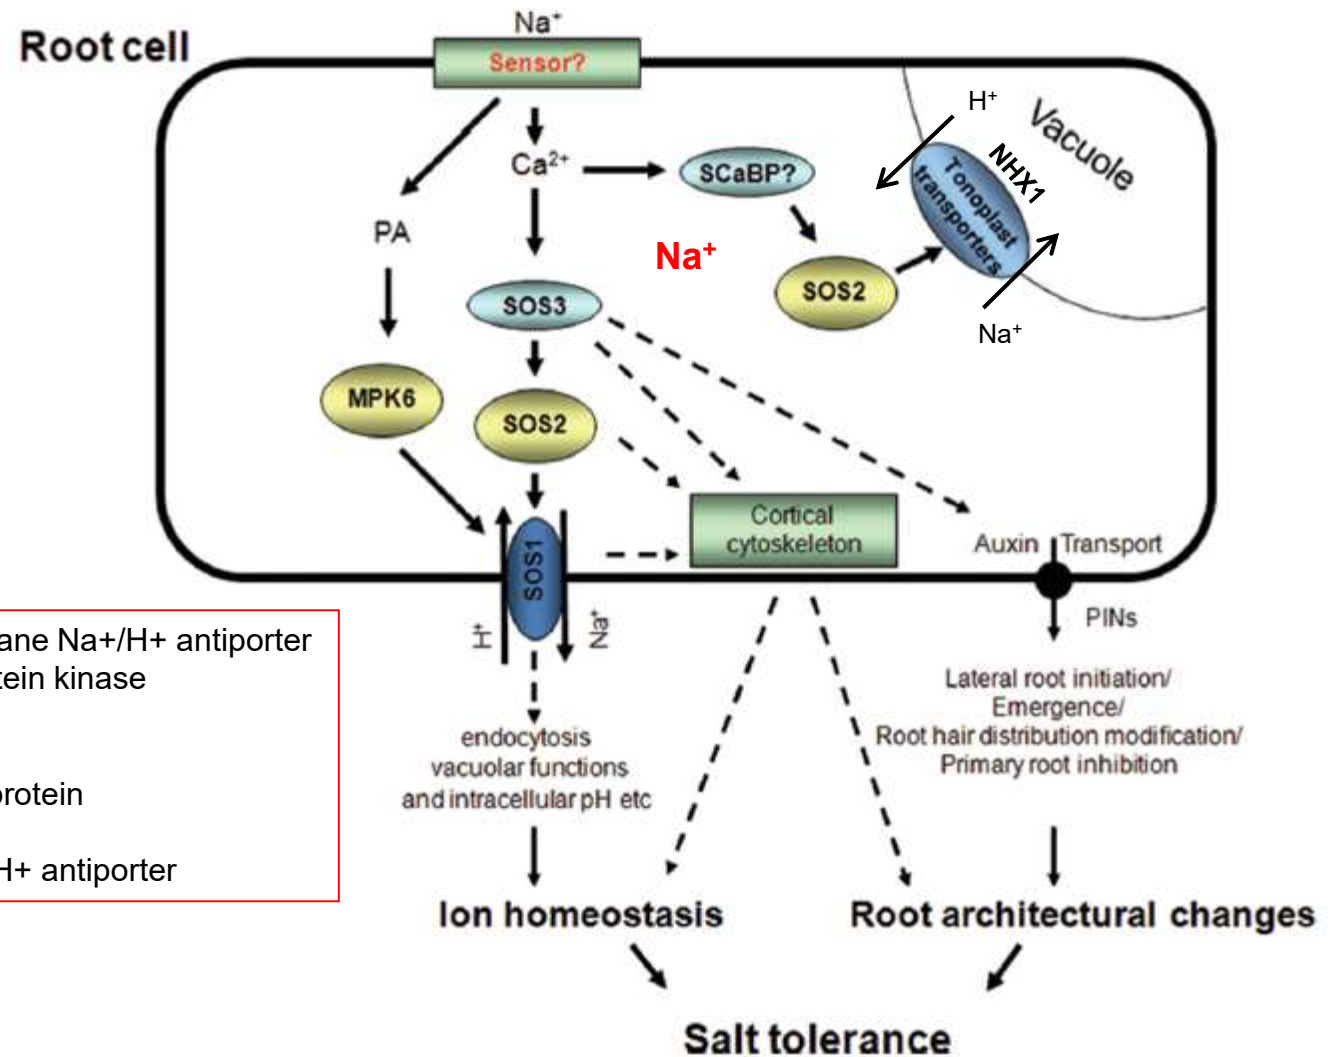 Root cell
Na⁺
Sensor?
Ca²⁺
SCaBP?
H⁺
Vacuole
NHX1
Tonoplast
transporters
PA
Na⁺
SOS2
Na⁺
SOS3
MPK6
SOS2
Cortical
cytoskeleton
Auxin Transport
SOS1
H⁺
Na⁺
PINs
ane Na+/H+ antiporter
tein kinase
protein
H+ antiporter
endocytosis
vacuolar functions
and intracellular pH etc
Lateral root initiation/
Emergence/
Root hair distribution modification/
Primary root inhibition
Ion homeostasis
Root architectural changes
Salt tolerance